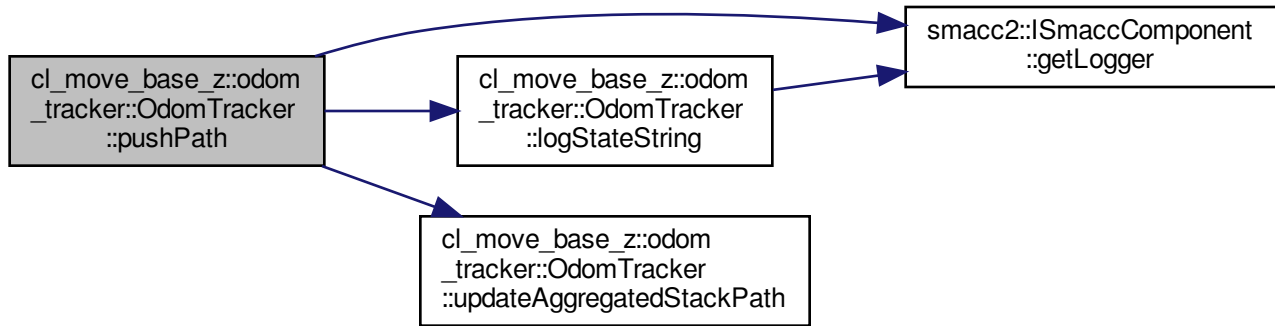 cl_move_base_z::odom
_tracker::OdomTracker
::pushPath
smacc2::ISmaccComponent
::getLogger
cl_move_base_z::odom
_tracker::OdomTracker
::logStateString
cl_move_base_z::odom
_tracker::OdomTracker
::updateAggregatedStackPath